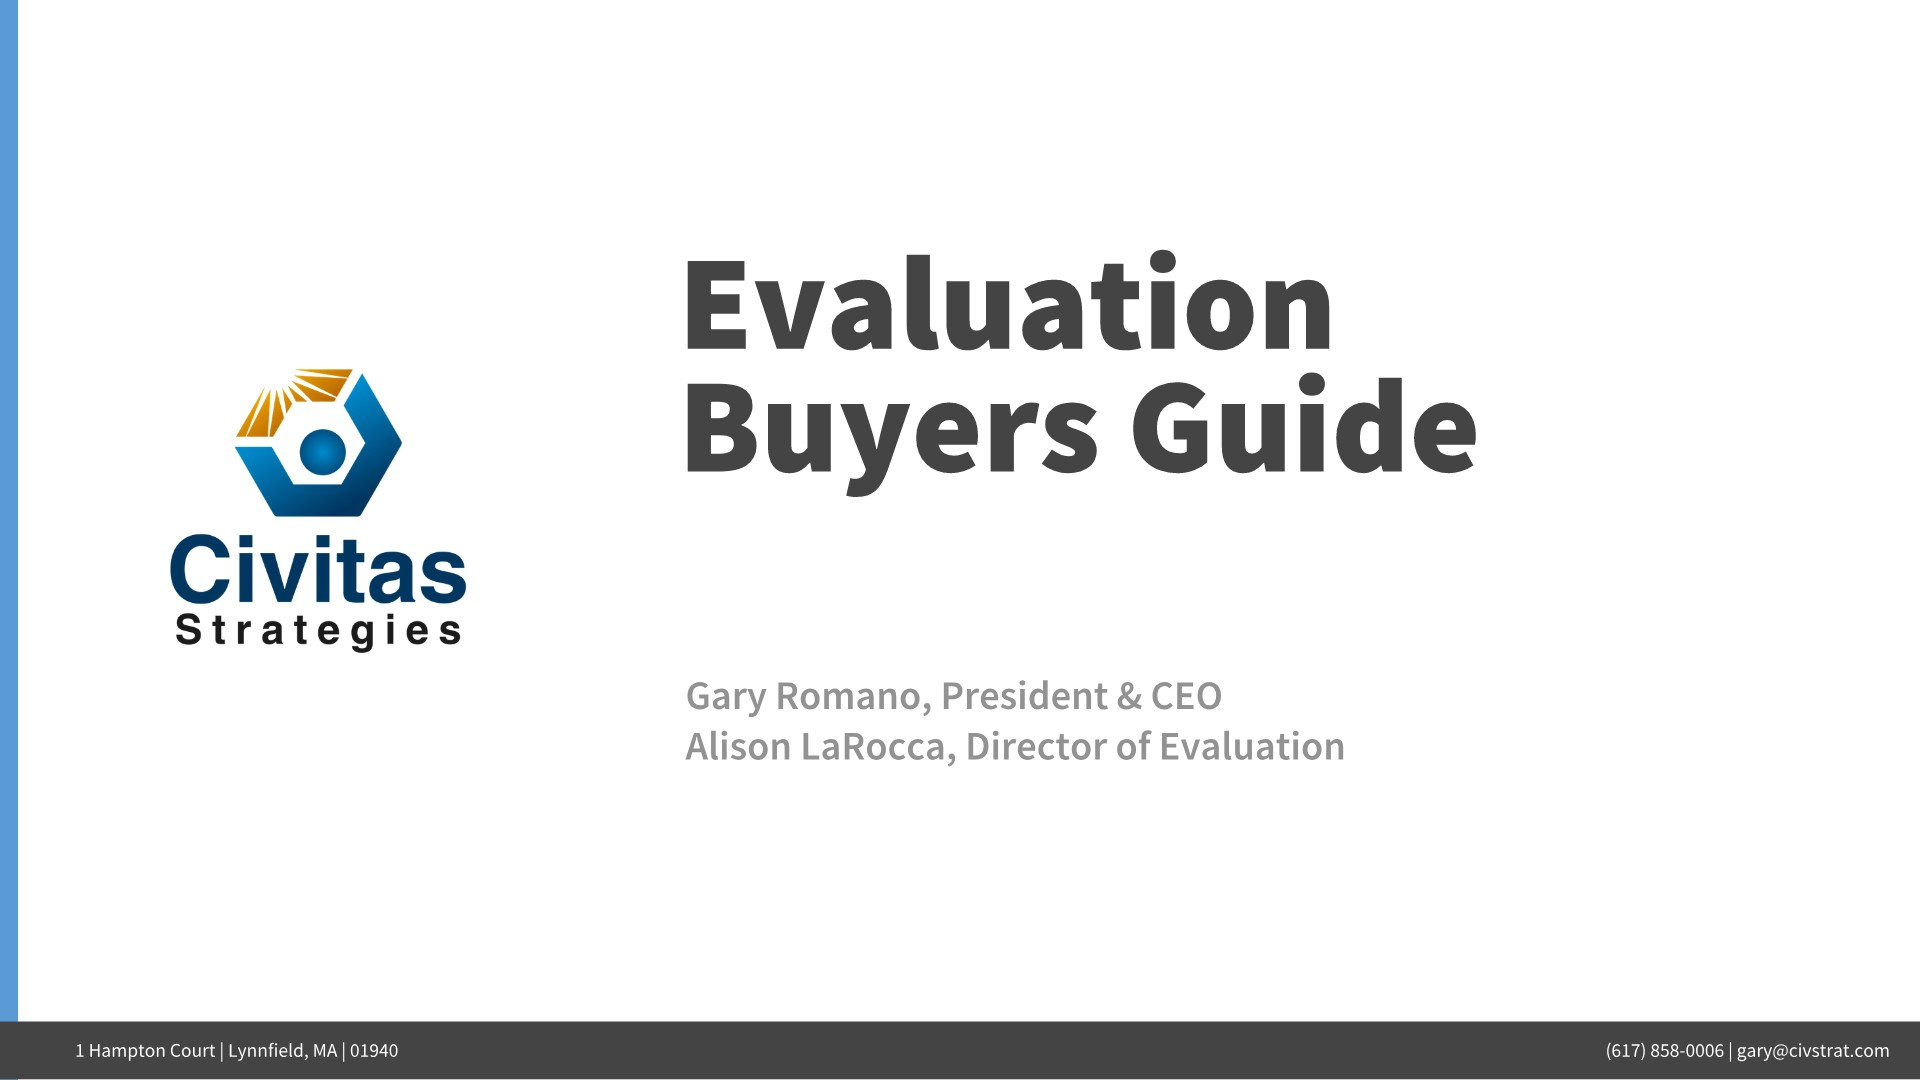 Evaluation
Buyers Guide
Civitas
Strategies
Gary Romano, President & CEO
Alison LaRocca, Director of Evaluation
1 Hampton Court | Lynnfield, MA | 01940
(617) 858-0006 | gary@civstrat.com